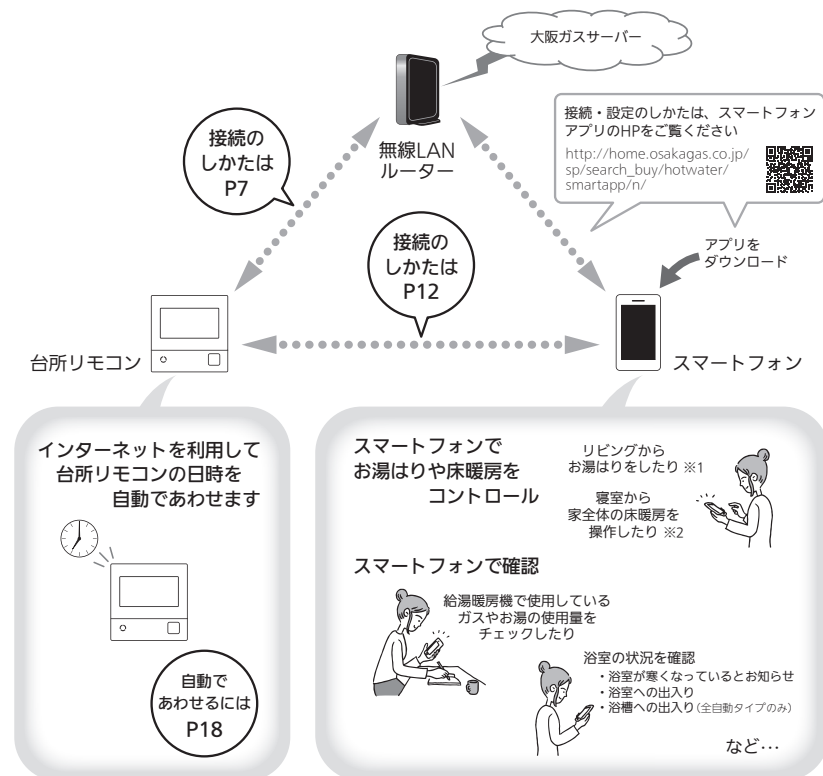 大阪ガスサーバー
接続の
しかたは
P7
無線LAN
ルーター
接続・設定のしかたは、スマートフォン
アプリのHPをご覧ください
http://home.osakagas.co.jp/
sp/search_buy/hotwater/
smartapp/n/
接続の
しかたは
P12
アプリを
ダウンロード
台所リモコン
スマートフォン
インターネットを利用して
台所リモコンの日時を
自動であわせます
自動で
あわせるには
P18
スマートフォンで
お湯はりや床暖房を
コントロール
リビングから
お湯はりをしたり ※1
寝室から
家全体の床暖房を
操作したり ※2
スマートフォンで確認
給湯暖房機で使用している
ガスやお湯の使用量を
チェックしたり
浴室の状況を確認
・浴室が寒くなっているとお知らせ
・浴室への出入り
・浴槽への出入り(全自動タイプのみ)
など…